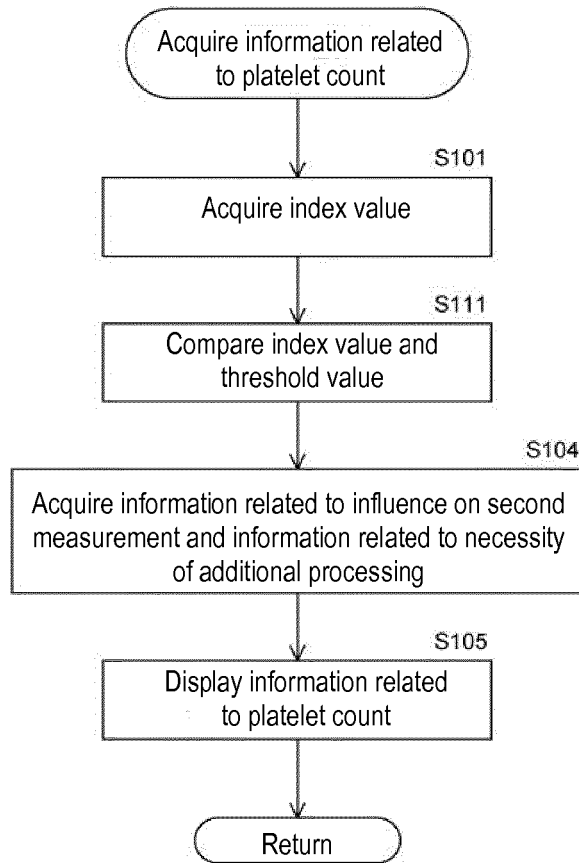 Acquire information related
to platelet count
S101
Acquire index value
S111
Compare index value and
threshold value
S104
Acquire information related to influence on second
measurement and information related to necessity
of additional processing
S105
Display information related
to platelet count
Return